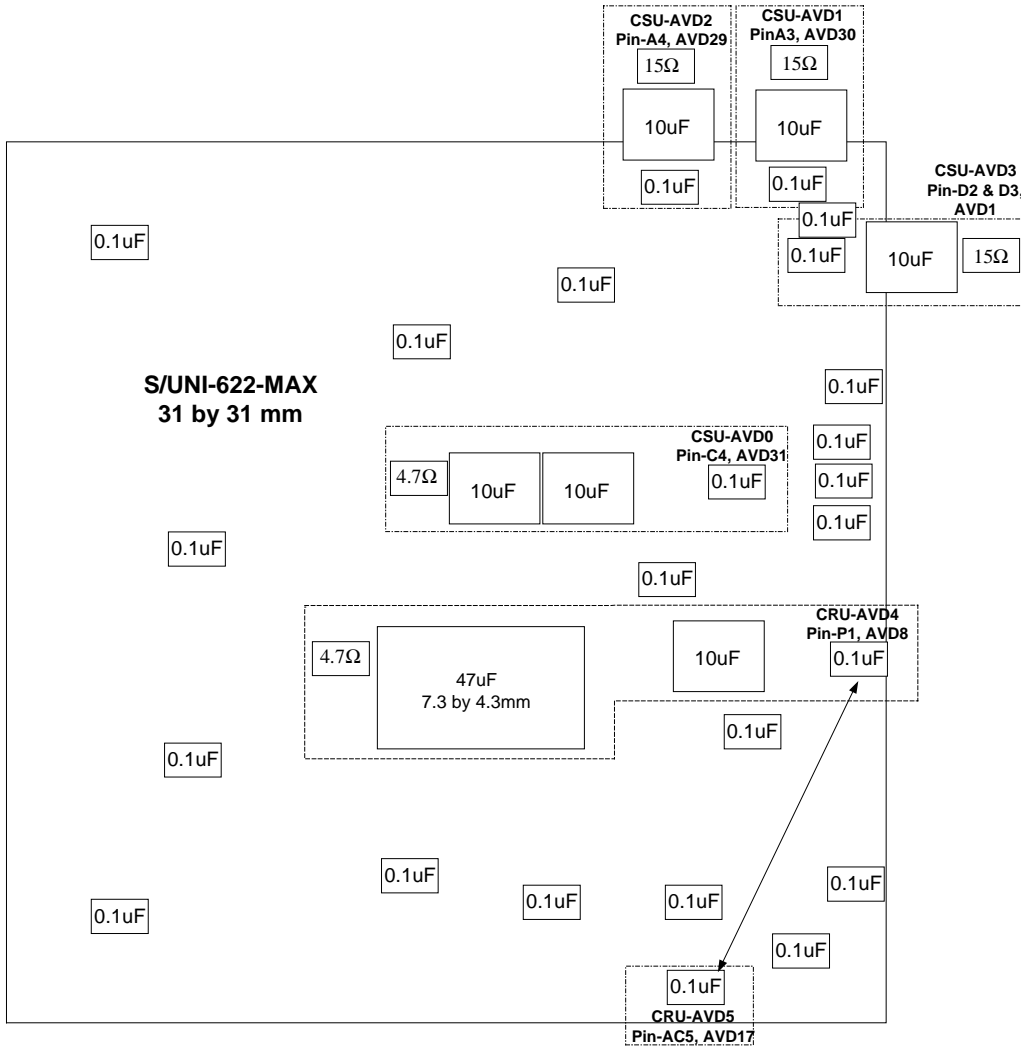 CSU-AVD2
Pin-A4, AVD29
15Ω
10uF
0.1uF
CSU-AVD1
PinA3, AVD30
15Ω
10uF
0.1uF
CSU-AVD3
Pin-D2 & D3,
AVD1
0.1uF
0.1uF
10uF
15Ω
0.1uF
0.1uF
0.1uF
S/UNI-622-MAX
31 by 31 mm
0.1uF
CSU-AVD0
Pin-C4, AVD31
4.7Ω
10uF
10uF
0.1uF
0.1uF
0.1uF
0.1uF
0.1uF
0.1uF
CRU-AVD4
Pin-P1, AVD8
4.7Ω
47uF
7.3 by 4.3mm
10uF
0.1uF
0.1uF
0.1uF
0.1uF
0.1uF
0.1uF
0.1uF
0.1uF
0.1uF
0.1uF
CRU-AVD5
Pin-AC5, AVD17